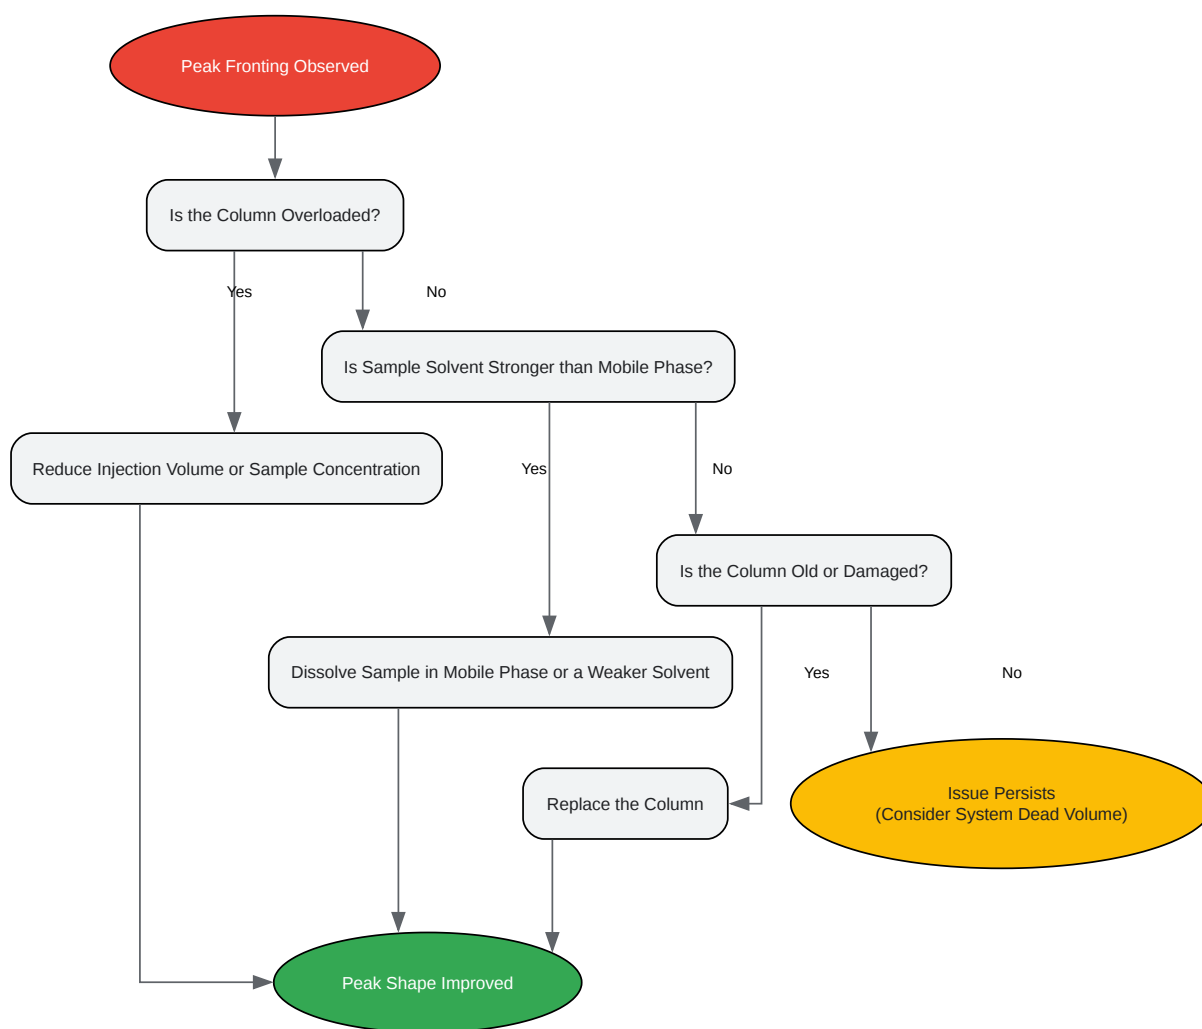 Peak Fronting Observed
Is the Column Overloaded?
Yes
No
Is Sample Solvent Stronger than Mobile Phase?
Reduce Injection Volume or Sample Concentration
Yes
No
Is the Column Old or Damaged?
Dissolve Sample in Mobile Phase or a Weaker Solvent
Yes
No
Replace the Column
Issue Persists
(Consider System Dead Volume)
Peak Shape Improved